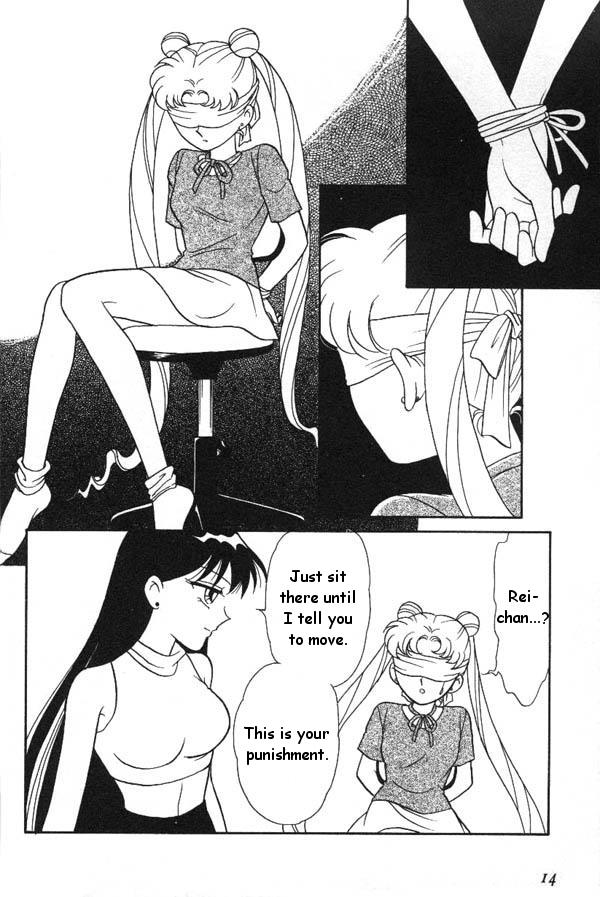 Rei-
chan...?
Just sit
there until
I tell you
to move.
This is your
punishment.
14